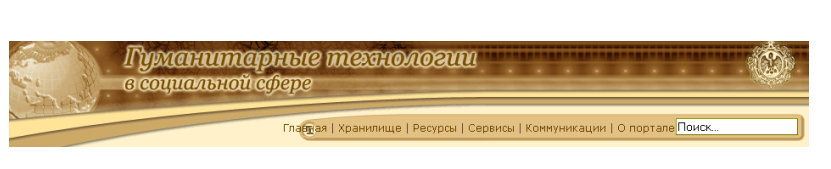 Гуманитарные технологии
в социальной сфере
Главная | Хранилище | Ресурсы | Сервисы | Коммуникации | О портале Поиск...